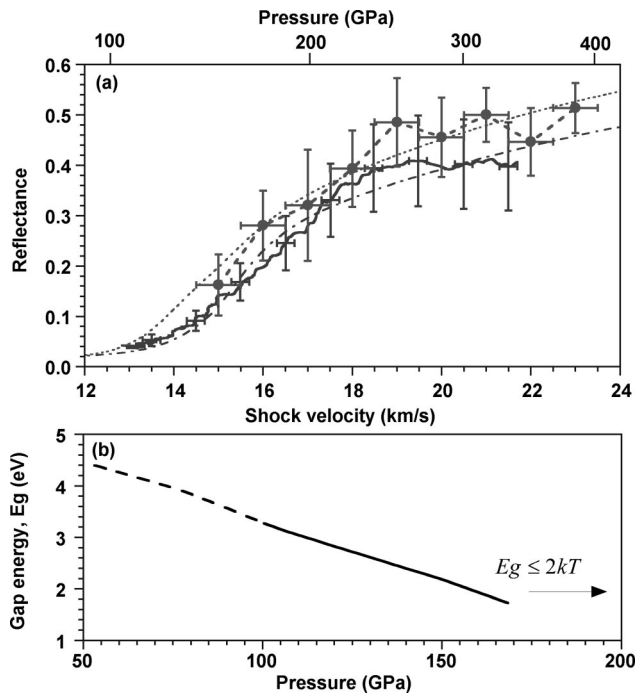 Pressure (GPa)
100 200 300 400
(a)
0.6
0.5
0.4
0.3
0.2
0.1
0.0
Reflectance
12 14 16 18 20 22 24
Shock velocity (km/s)
(b)
5
4
3
2
1
Gap energy, Eg (eV)
Eg ≤ 2kT
50 100 150 200
Pressure (GPa)